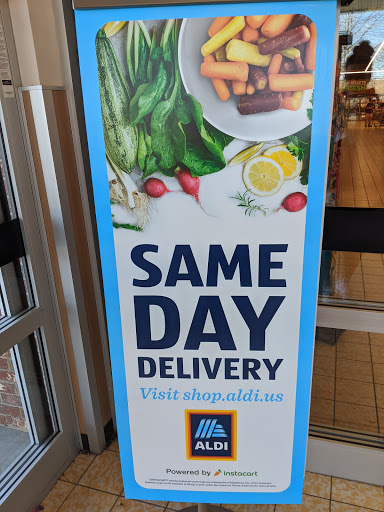 SAME
DAY
DELIVERY
Visit shop.aldi.us
ALDI
Powered by instacart